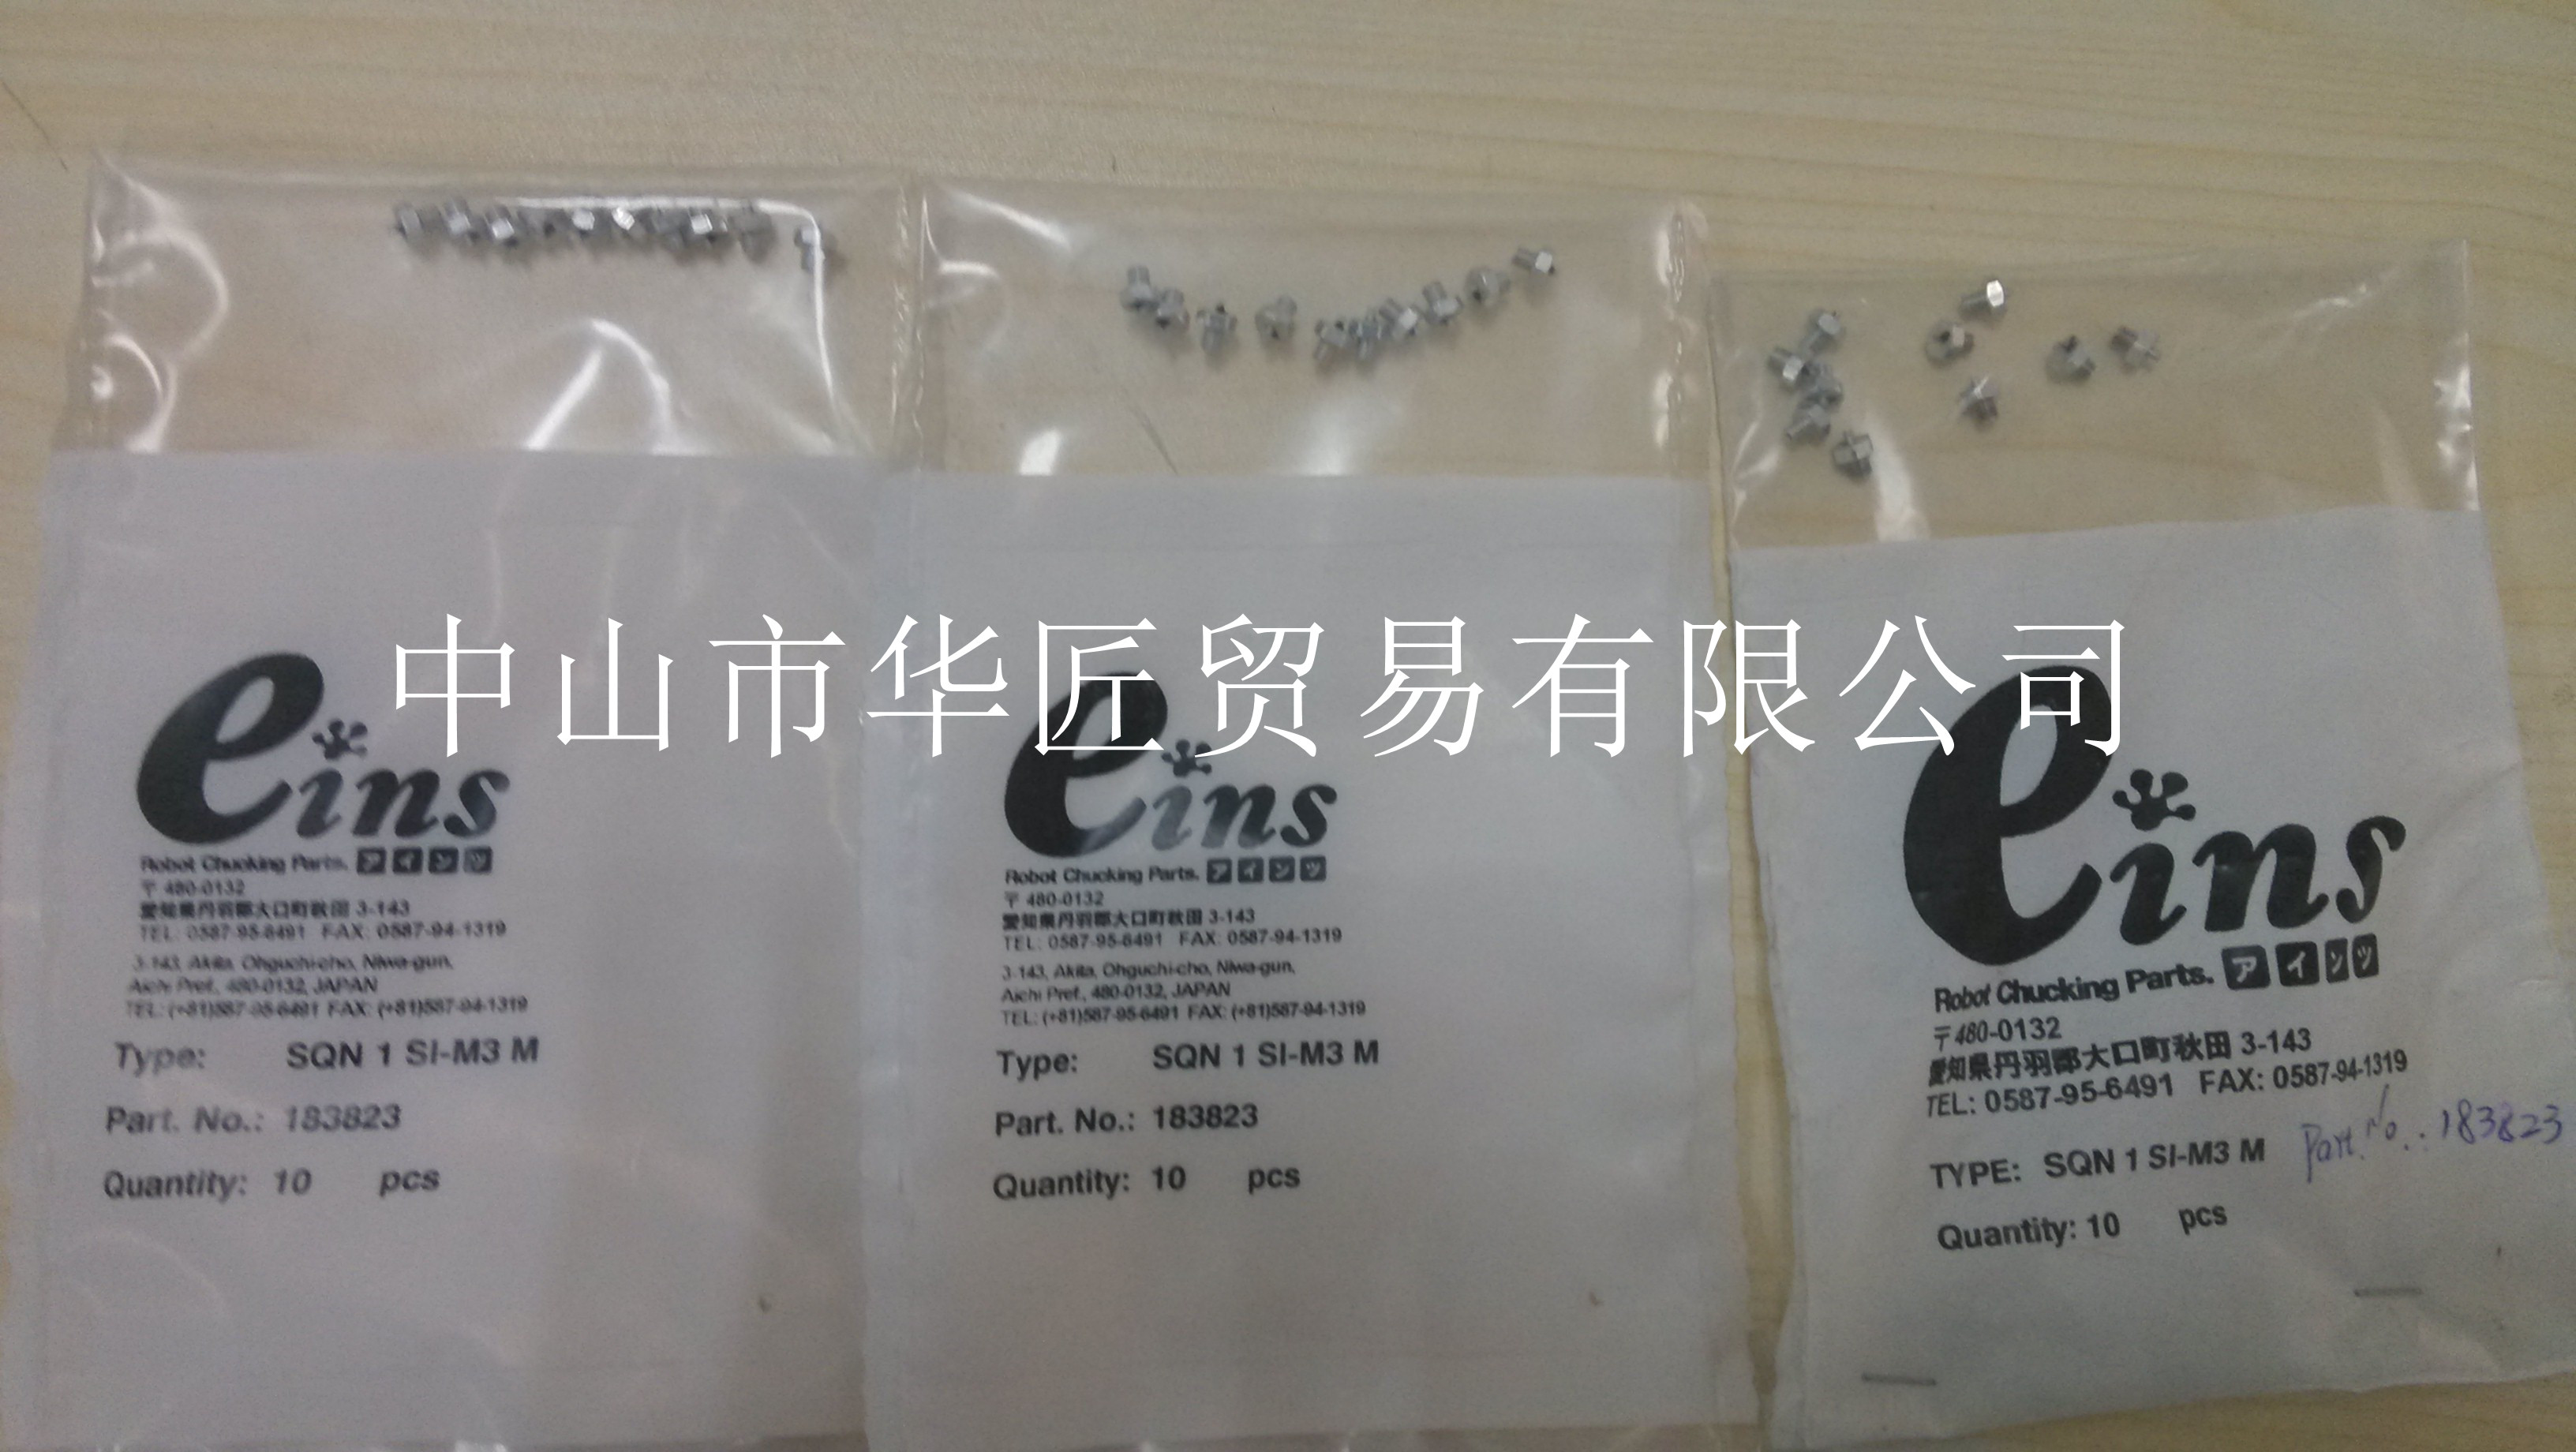 中山市华匠贸易有限公司
eins
Robot Chucking Parts. アインツ
〒480-0132
愛知県丹羽郡大口町秋田 3-143
TEL: 0587-95-6491 FAX: 0587-94-1319
3-143, Akita, Ohguchi-cho, Niwa-gun,
Aichi Pref., 480-0132, JAPAN
TEL: (+81)587-95-6491 FAX: (+81)587-94-1319
Type: SQN 1 SI-M3 M
Part. No.: 183823
Quantity: 10 pcs
eins
Robot Chucking Parts. アインツ
〒480-0132
愛知県丹羽郡大口町秋田 3-143
TEL: 0587-95-6491 FAX: 0587-94-1319
3-143, Akita, Ohguchi-cho, Niwa-gun,
Aichi Pref., 480-0132, JAPAN
TEL: (+81)587-95-6491 FAX: (+81)587-94-1319
Type: SQN 1 SI-M3 M
Part. No.: 183823
Quantity: 10 pcs
eins
Robot Chucking Parts. アインツ
〒480-0132
愛知県丹羽郡大口町秋田 3-143
TEL: 0587-95-6491 FAX: 0587-94-1319
TYPE: SQN 1 SI-M3 M Part. No.: 183823
Quantity: 10 pcs